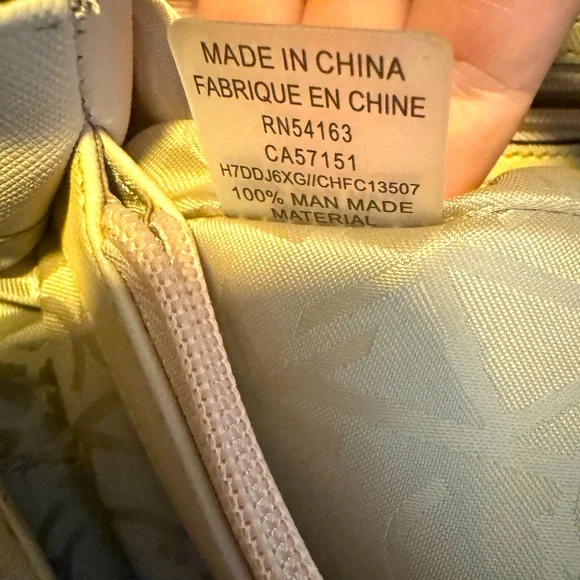 MADE IN CHINA
FABRIQUE EN CHINE
RN54163
CA57151
H7DDJ6XG//CHFC13507
100% MAN MADE
MATERIAL